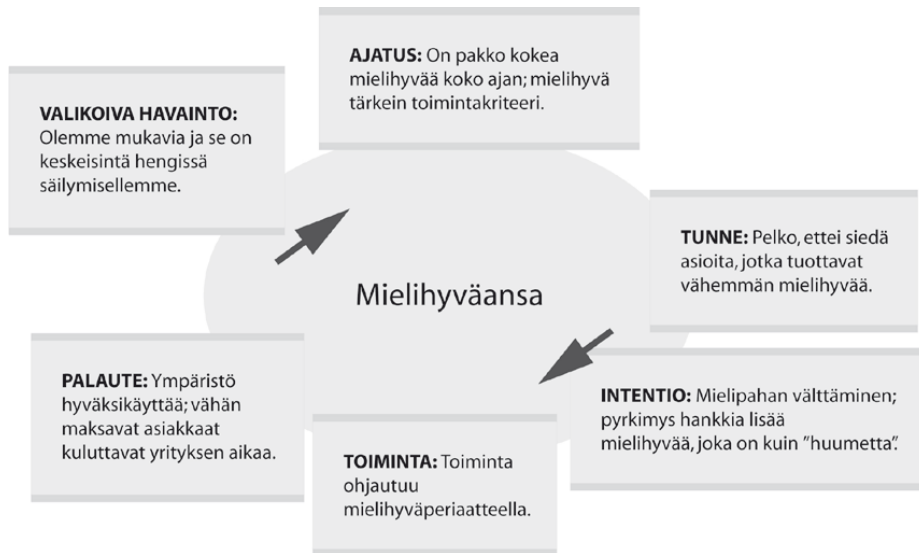 AJATUS: On pakko kokea
mielihyvää koko ajan; mielihyvä
tärkein toimintakriteeri.
VALIKOIVA HAVAINTO:
Olemme mukavia ja se on
keskeisintä hengissä
säilymisellemme.
TUNNE: Pelko, ettei siedä
asioita, jotka tuottavat
vähemmän mielihyvää.
Mielihyväansa
PALAUTE: Ympäristö
hyväksikäyttää; vähän
maksavat asiakkaat
kuluttavat yrityksen aikaa.
INTENTIO: Mielipahan välttäminen;
pyrkimys hankkia lisää
mielihyvää, joka on kuin ”huumetta”.
TOIMINTA: Toiminta
ohjautuu
mielihyväperiaatteella.